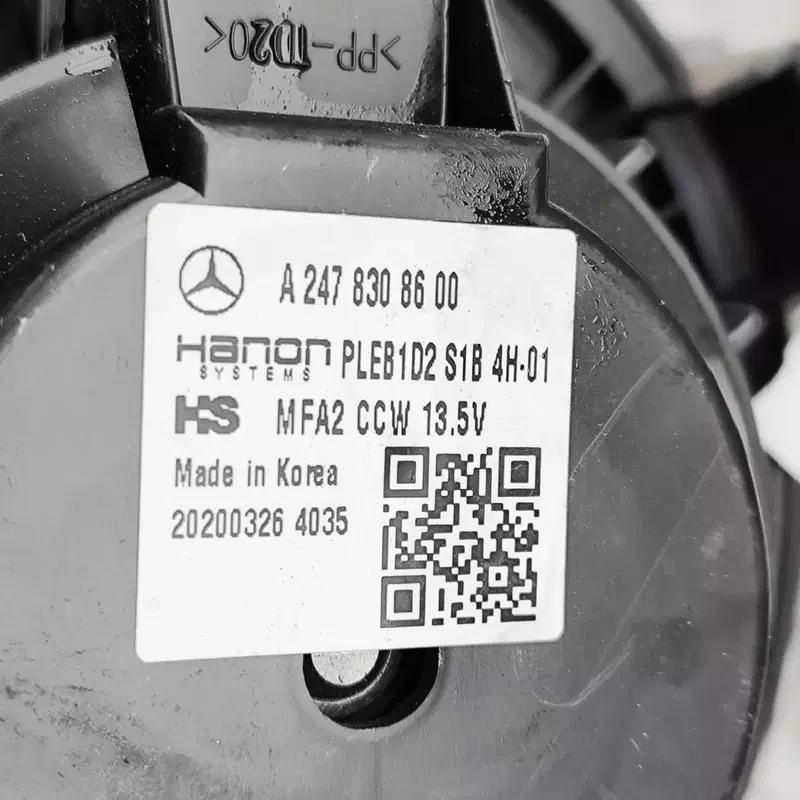 >PP-TD20<
A 247 830 86 00
Hanon SYSTEMS PLEB1D2 S1B 4H-01
HS MFA2 CCW 13.5V
Made in Korea
20200326 4035